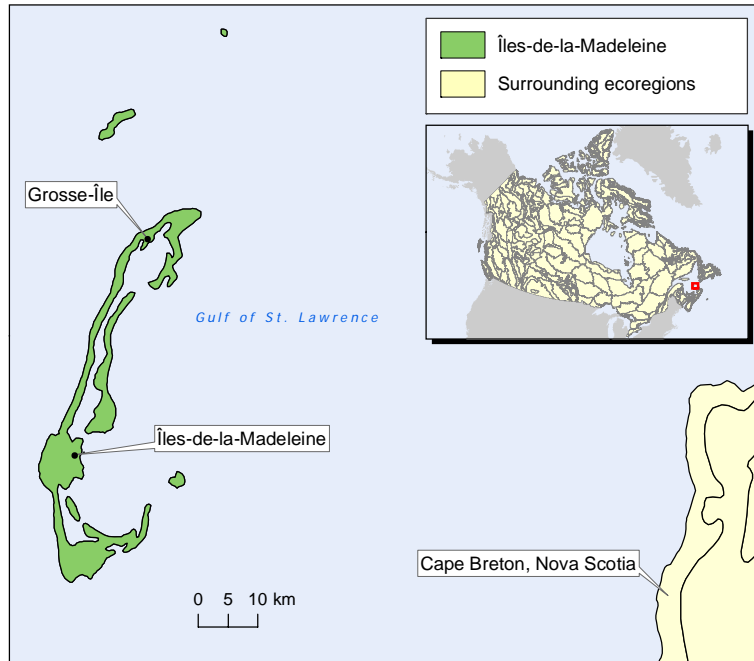 Îles-de-la-Madeleine
Surrounding ecoregions
Grosse-Île
Gulf of St. Lawrence
Îles-de-la-Madeleine
Cape Breton, Nova Scotia
0 5 10 km